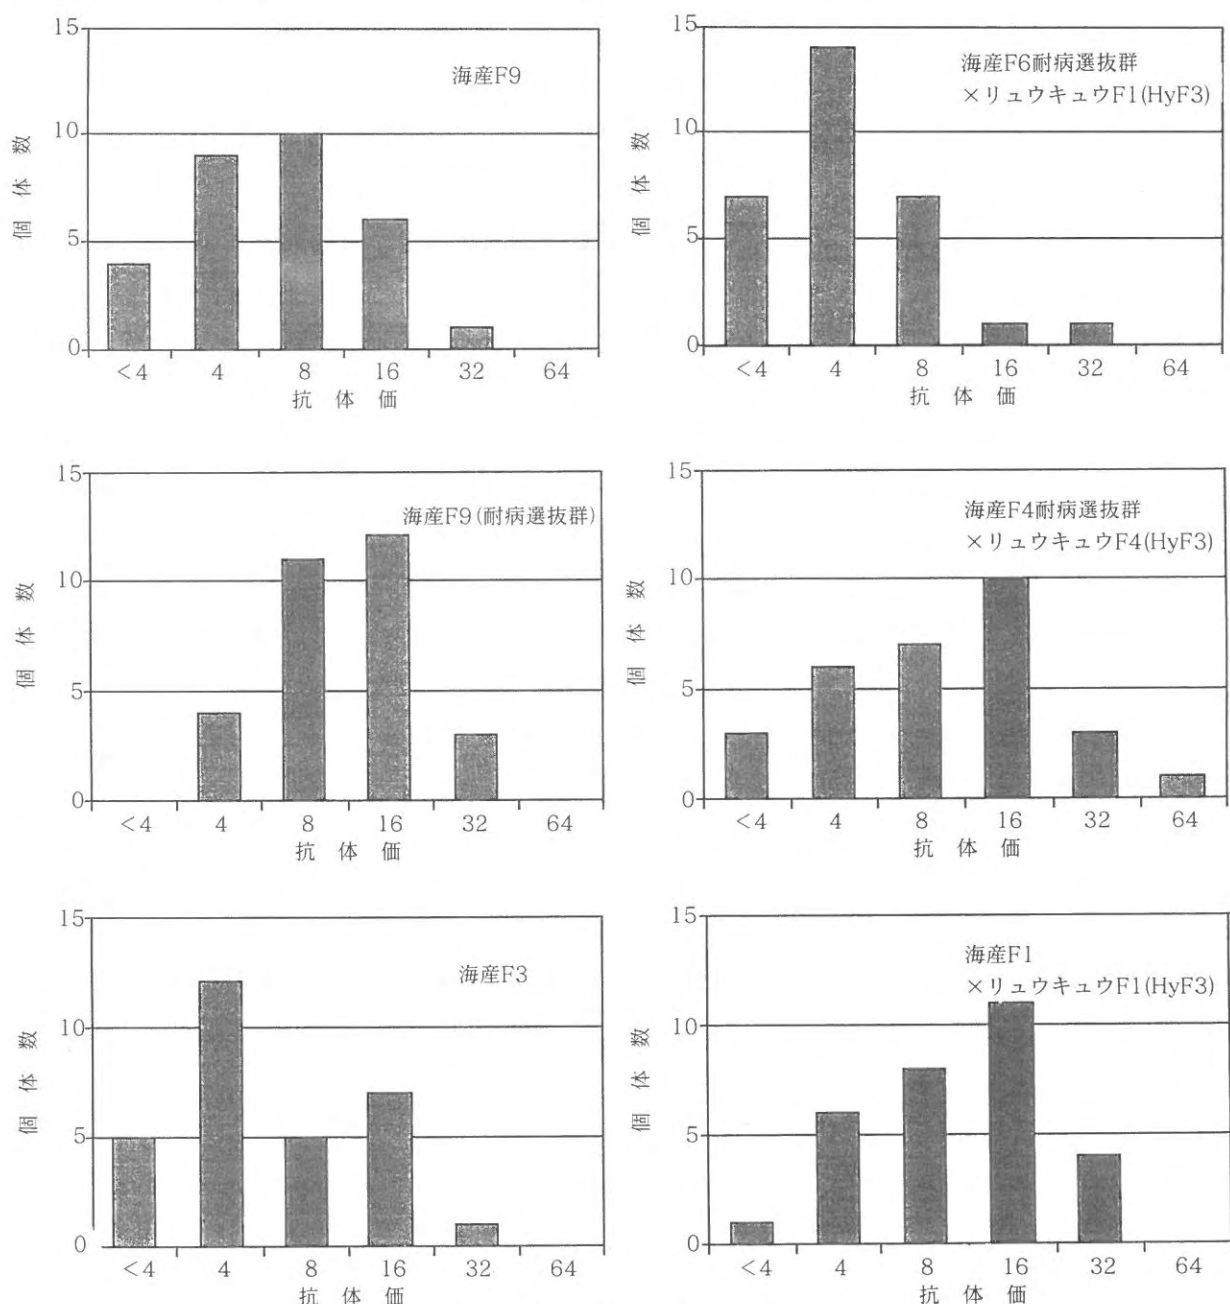 15
10
5
0
個体数
海産F9
<4 4 8 16 32 64
抗体価
15
10
5
0
個体数
海産F6耐病選抜群
×リュウキュウF1(HyF3)
<4 4 8 16 32 64
抗体価
15
10
5
0
個体数
海産F9(耐病選抜群)
<4 4 8 16 32 64
抗体価
15
10
5
0
個体数
海産F4耐病選抜群
×リュウキュウF4(HyF3)
<4 4 8 16 32 64
抗体価
15
10
5
0
個体数
海産F3
<4 4 8 16 32 64
抗体価
15
10
5
0
個体数
海産F1
×リュウキュウF1(HyF3)
<4 4 8 16 32 64
抗体価